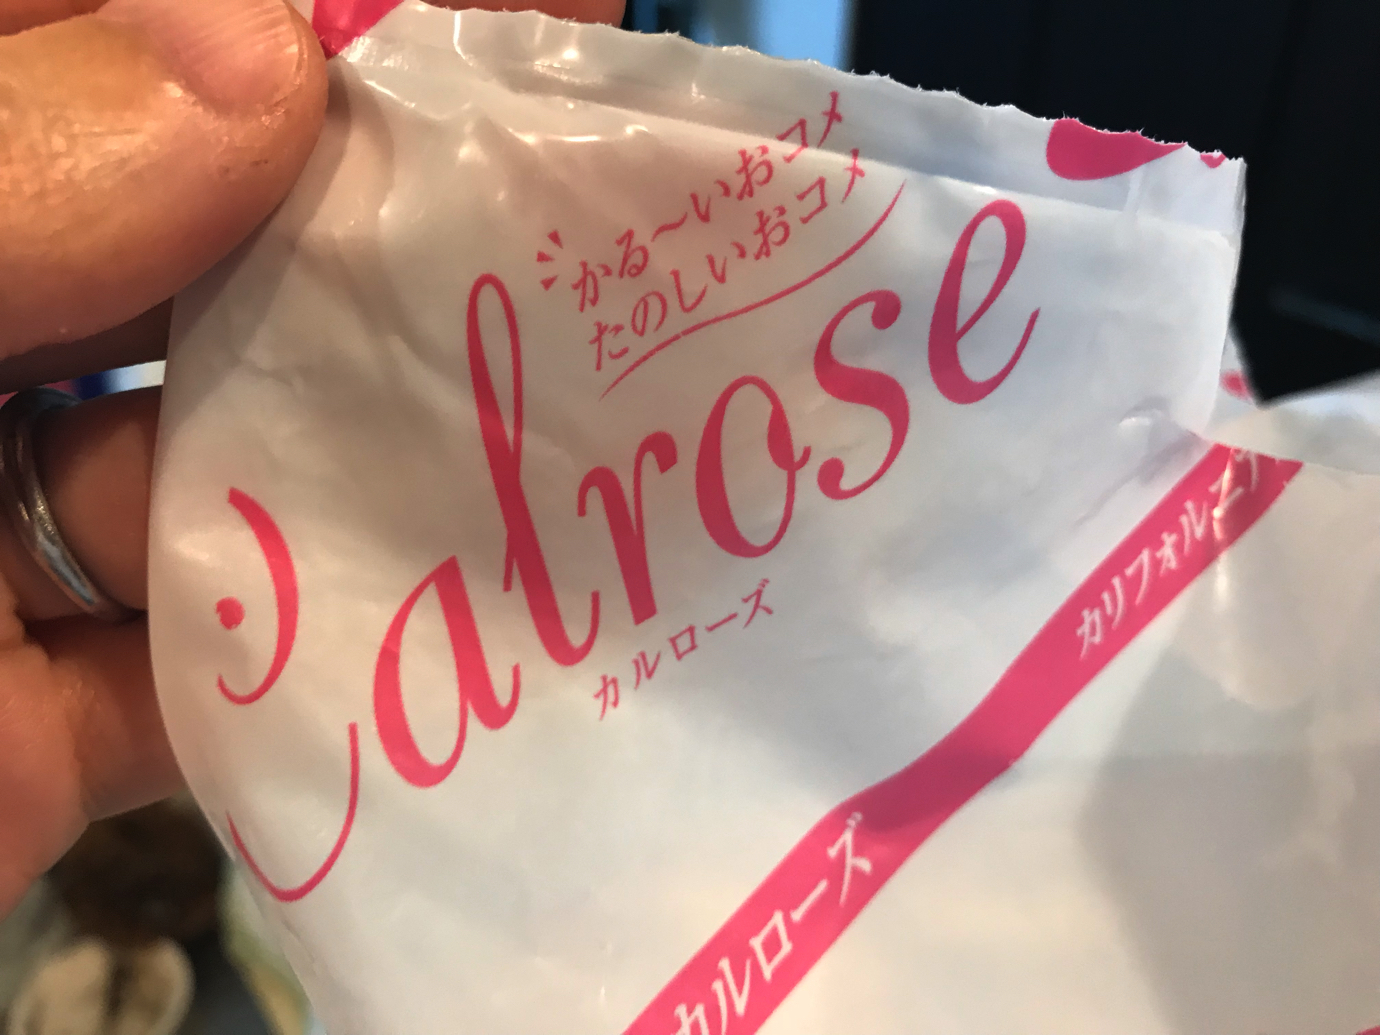 かる〜いおコメ
たのしいおコメ
Calrose
カルローズ
カリフォルニア
カルローズ